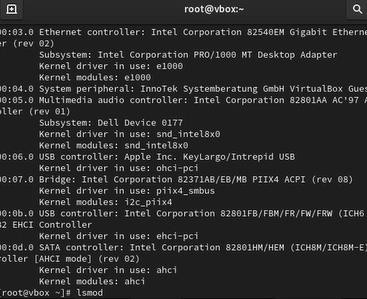 root@vbox:~
00:03.0 Ethernet controller: Intel Corporation 82540EM Gigabit Etherne
er (rev 02)
Subsystem: Intel Corporation PRO/1000 MT Desktop Adapter
Kernel driver in use: e1000
Kernel modules: e1000
00:04.0 System peripheral: InnoTek Systemberatung GmbH VirtualBox Gues
00:05.0 Multimedia audio controller: Intel Corporation 82801AA AC'97 A
oller (rev 01)
Subsystem: Dell Device 0177
Kernel driver in use: snd_intel8x0
Kernel modules: snd_intel8x0
00:06.0 USB controller: Apple Inc. KeyLargo/Intrepid USB
Kernel driver in use: ohci-pci
00:07.0 Bridge: Intel Corporation 82371AB/EB/MB PIIX4 ACPI (rev 08)
Kernel driver in use: piix4_smbus
Kernel modules: i2c_piix4
00:0b.0 USB controller: Intel Corporation 82801FB/FBM/FR/FW/FRW (ICH6
B2 EHCI Controller
Kernel driver in use: ehci-pci
00:0d.0 SATA controller: Intel Corporation 82801HM/HEM (ICH8M/ICH8M-E)
roller [AHCI mode] (rev 02)
Kernel driver in use: ahci
Kernel modules: ahci
[root@vbox ~]# lsmod